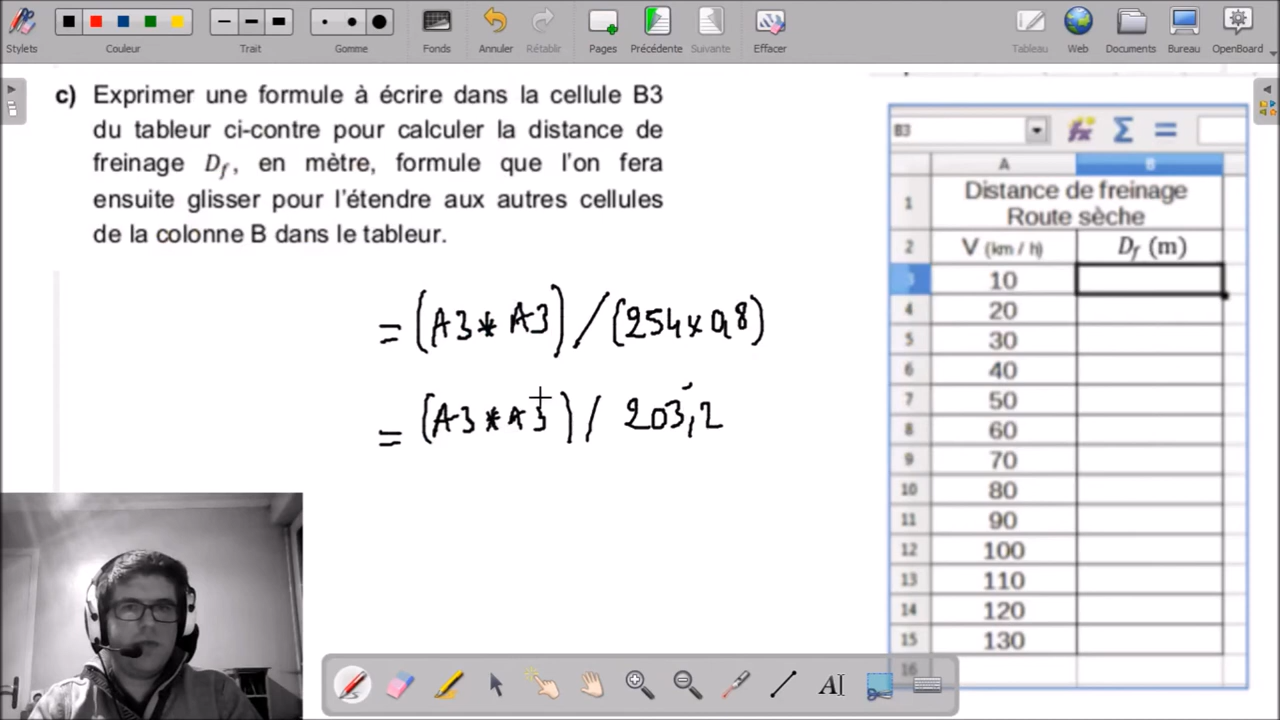 Stylets
Couleur
Trait
Gomme
Fonds
Annuler
Rétablir
Pages
Précédente
Suivante
Effacer
Tableau
Web
Documents
Bureau
OpenBoard
c) Exprimer une formule à écrire dans la cellule B3
du tableur ci-contre pour calculer la distance de
freinage Df, en mètre, formule que l'on fera
ensuite glisser pour l'étendre aux autres cellules
de la colonne B dans le tableur.
= (A3* A3) / (254x0,8)
= (A3*A3) / 203,2
B3
fx Σ =
A B
1 Distance de freinage
Route sèche
2 V (km / h) Df (m)
3 10
4 20
5 30
6 40
7 50
8 60
9 70
10 80
11 90
12 100
13 110
14 120
15 130
16
AI